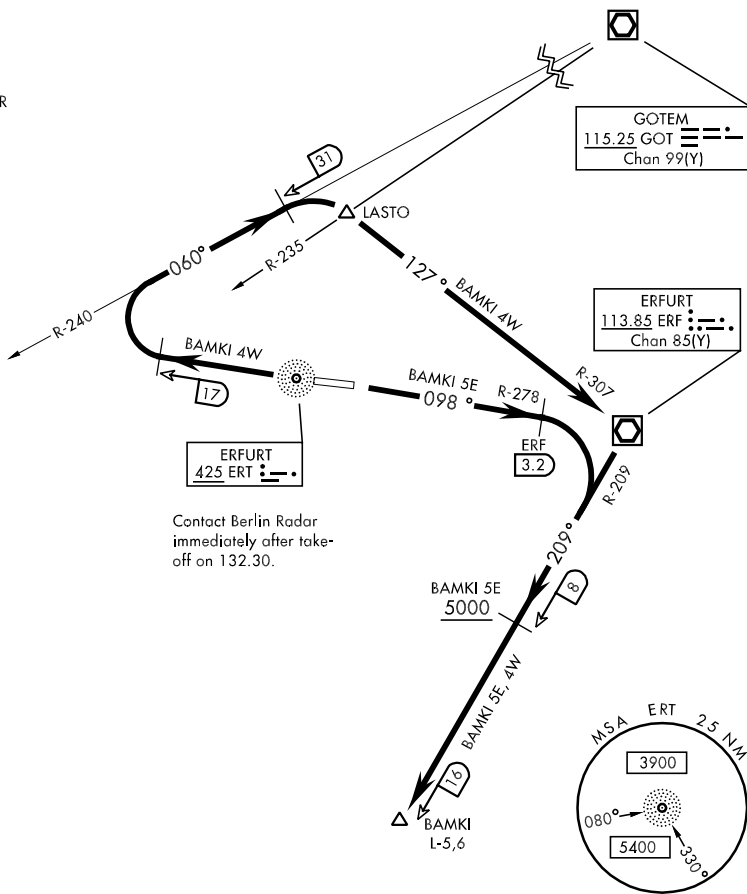 R
GOTEM
115.25 GOT
Chan 99(Y)
31
LASTO
R-235
060°
127°
BAMKI 4W
R-240
ERFURT
113.85 ERF
Chan 85(Y)
BAMKI 4W
17
BAMKI 5E
098°
R-278
R-307
ERF
3.2
ERFURT
425 ERT
R-209
Contact Berlin Radar
immediately after take-
off on 132.30.
209°
BAMKI 5E
5000
8
BAMKI 5E, 4W
16
BAMKI
L-5,6
MSA ERT 25 NM
3900
080°
5400
330°